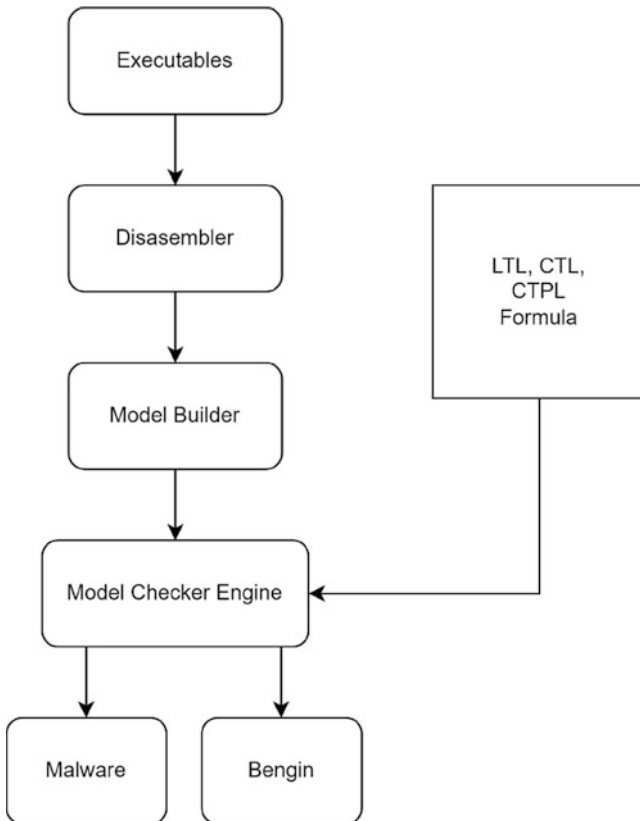 Executables
Disasembler
LTL, CTL,
CTPL
Formula
Model Builder
Model Checker Engine
Malware
Bengin